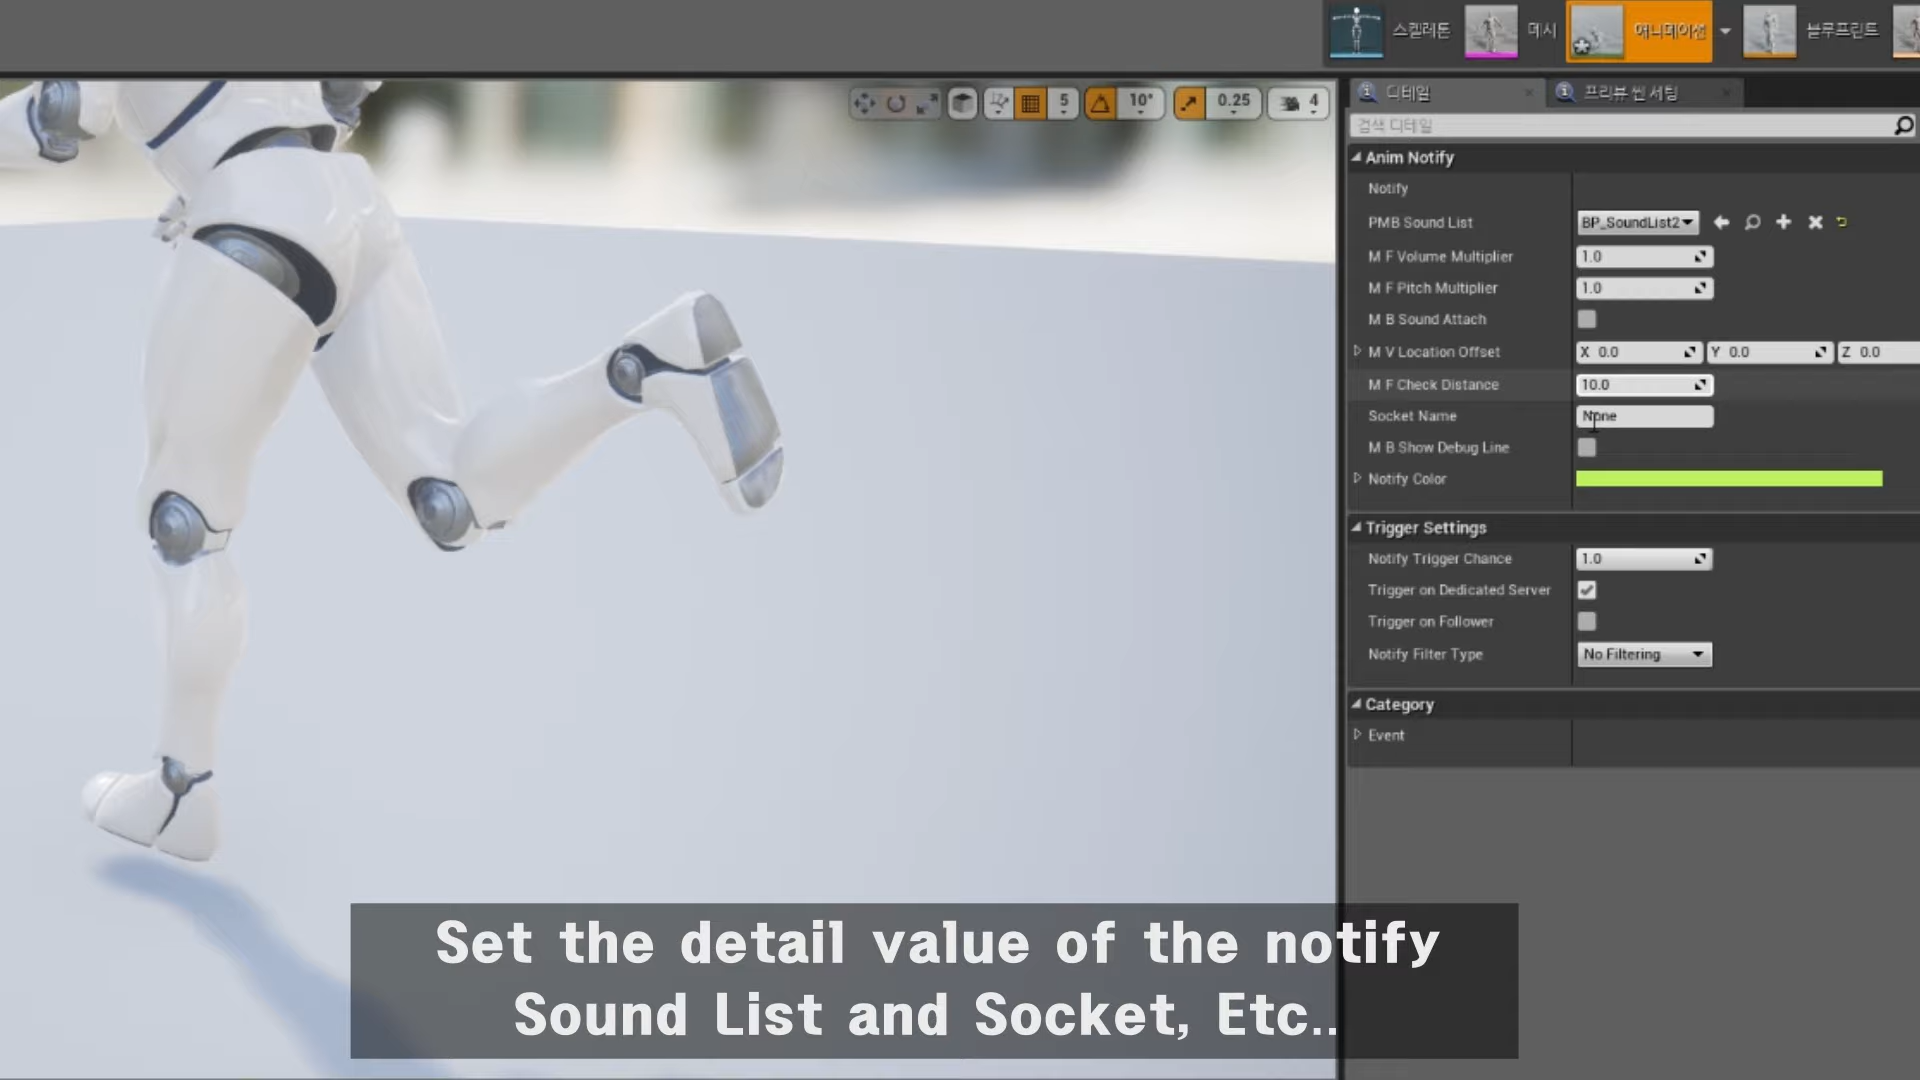 스켈레톤
메시
애니메이션
블루프린트
5
10°
0.25
4
디테일
프리뷰 씬 세팅
검색 디테일
Anim Notify
Notify
PMB Sound List BP_SoundList2
M F Volume Multiplier 1.0
M F Pitch Multiplier 1.0
M B Sound Attach
M V Location Offset X 0.0 Y 0.0 Z 0.0
M F Check Distance 10.0
Socket Name None
M B Show Debug Line
Notify Color
Trigger Settings
Notify Trigger Chance 1.0
Trigger on Dedicated Server
Trigger on Follower
Notify Filter Type No Filtering
Category
Event
Set the detail value of the notify
Sound List and Socket, Etc..